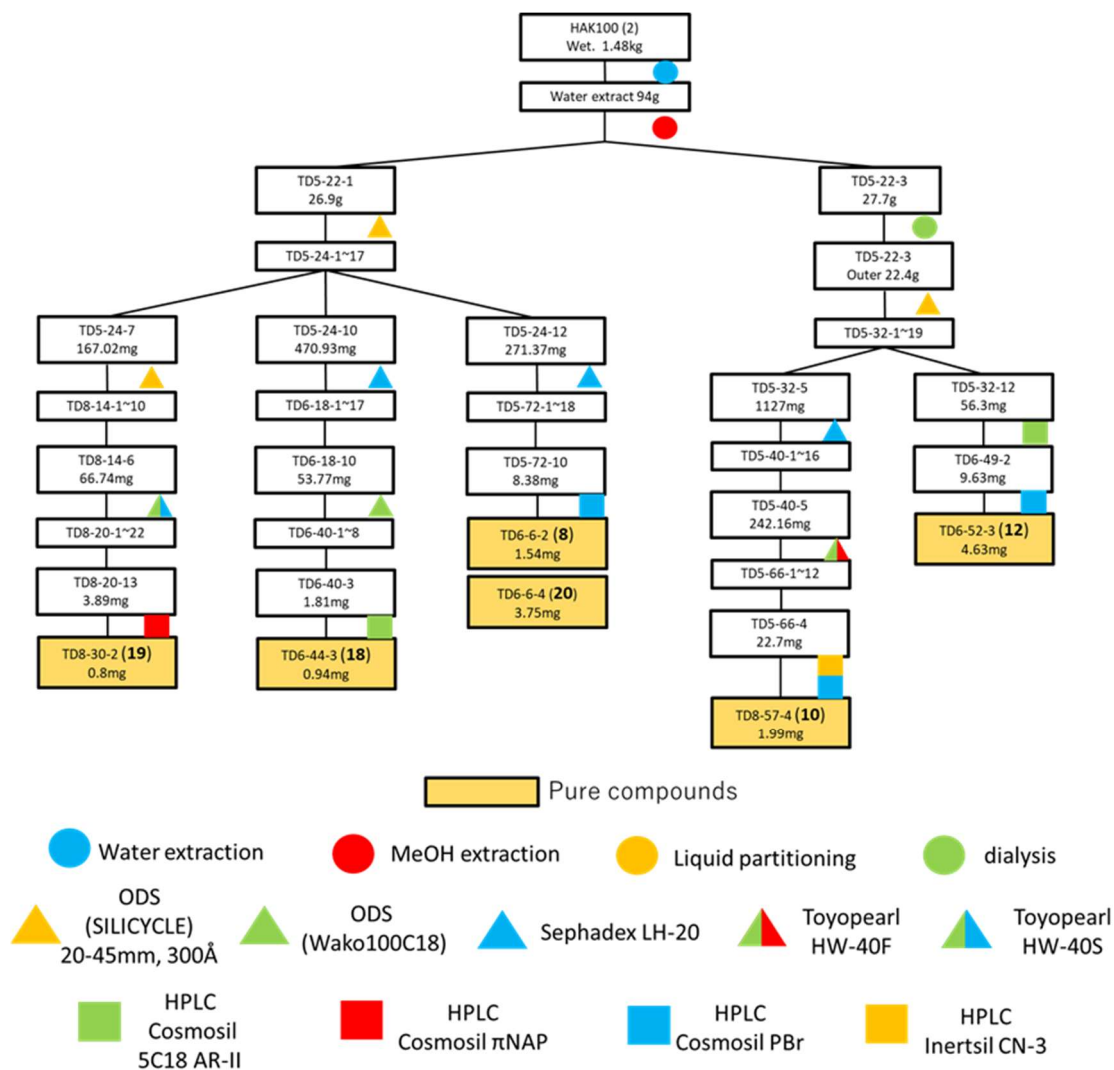 HAK100 (2)
Wet. 1.48kg
Water extract 94g
TD5-22-1
26.9g
TD5-22-3
27.7g
TD5-24-1~17
TD5-22-3
Outer 22.4g
TD5-32-1~19
TD5-24-7
167.02mg
TD5-24-10
470.93mg
TD5-24-12
271.37mg
TD5-32-5
1127mg
TD5-32-12
56.3mg
TD8-14-1~10
TD6-18-1~17
TD5-72-1~18
TD5-40-1~16
TD6-49-2
9.63mg
TD8-14-6
66.74mg
TD6-18-10
53.77mg
TD5-72-10
8.38mg
TD5-40-5
242.16mg
TD6-52-3 (12)
4.63mg
TD8-20-1~22
TD6-40-1~8
TD6-6-2 (8)
1.54mg
TD5-66-1~12
TD8-20-13
3.89mg
TD6-40-3
1.81mg
TD6-6-4 (20)
3.75mg
TD5-66-4
22.7mg
TD8-30-2 (19)
0.8mg
TD6-44-3 (18)
0.94mg
TD8-57-4 (10)
1.99mg
Pure compounds
Water extraction
MeOH extraction
Liquid partitioning
dialysis
ODS
(SILICYCLE)
20-45mm, 300Å
ODS
(Wako100C18)
Sephadex LH-20
Toyopearl
HW-40F
Toyopearl
HW-40S
HPLC
Cosmosil
5C18 AR-II
HPLC
Cosmosil πNAP
HPLC
Cosmosil PBr
HPLC
Inertsil CN-3